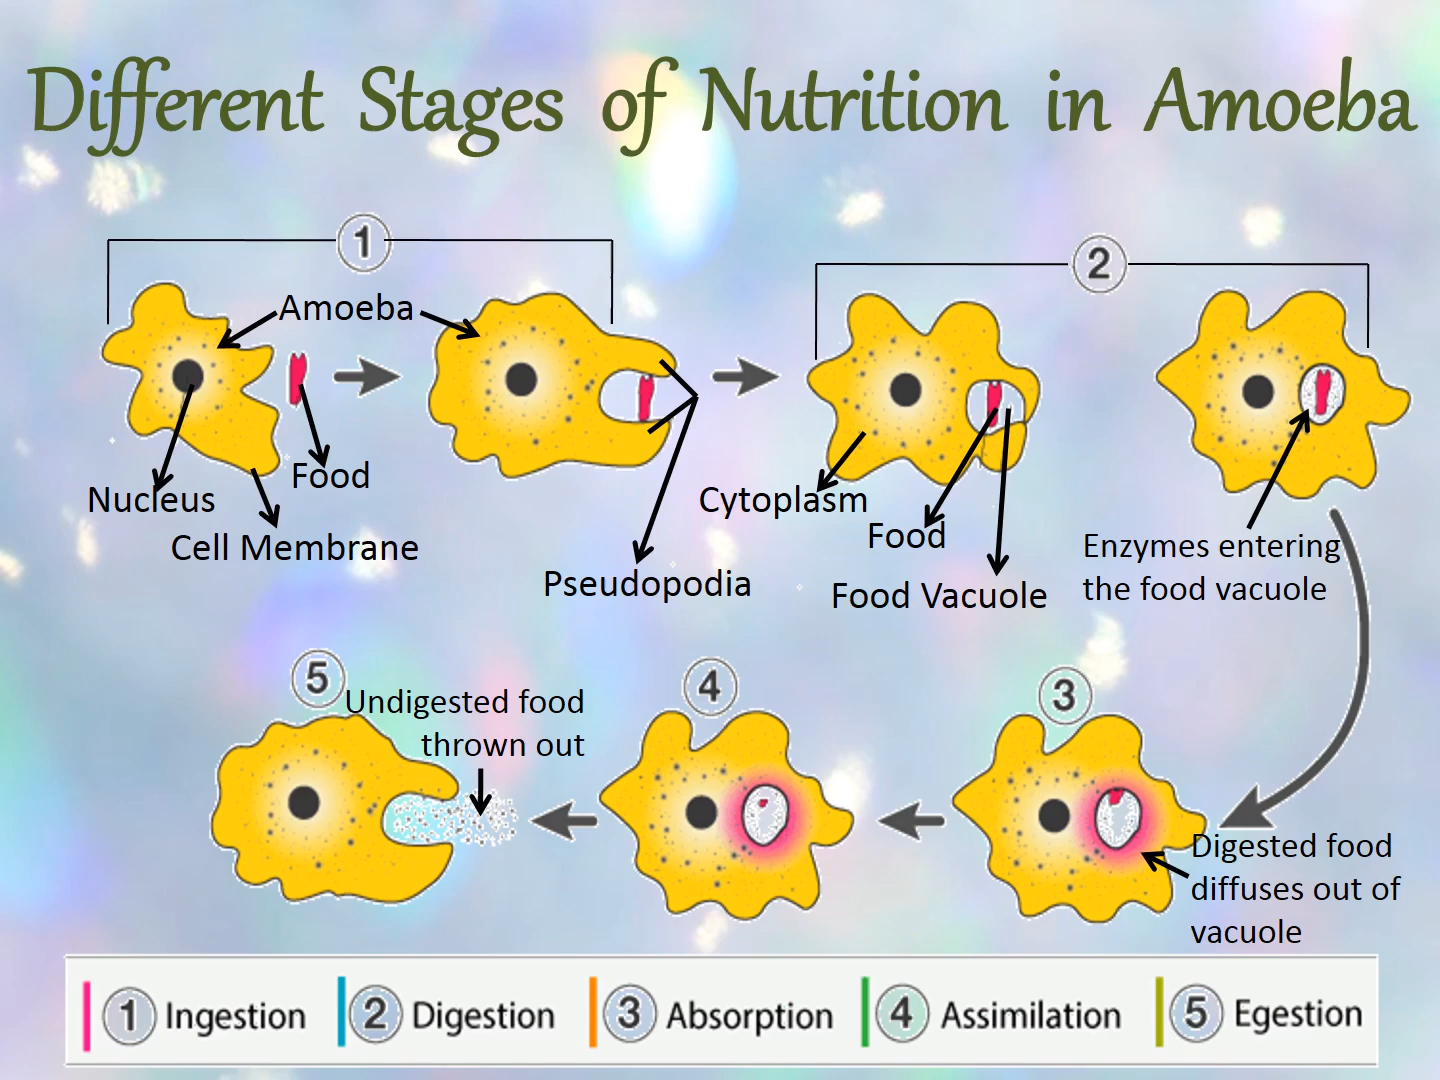 Different Stages of Nutrition in Amoeba
1
2
Amoeba
Nucleus
Food
Cell Membrane
Pseudopodia
Cytoplasm
Food
Food Vacuole
Enzymes entering
the food vacuole
5
Undigested food
thrown out
4
3
Digested food
diffuses out of
vacuole
1 Ingestion
2 Digestion
3 Absorption
4 Assimilation
5 Egestion